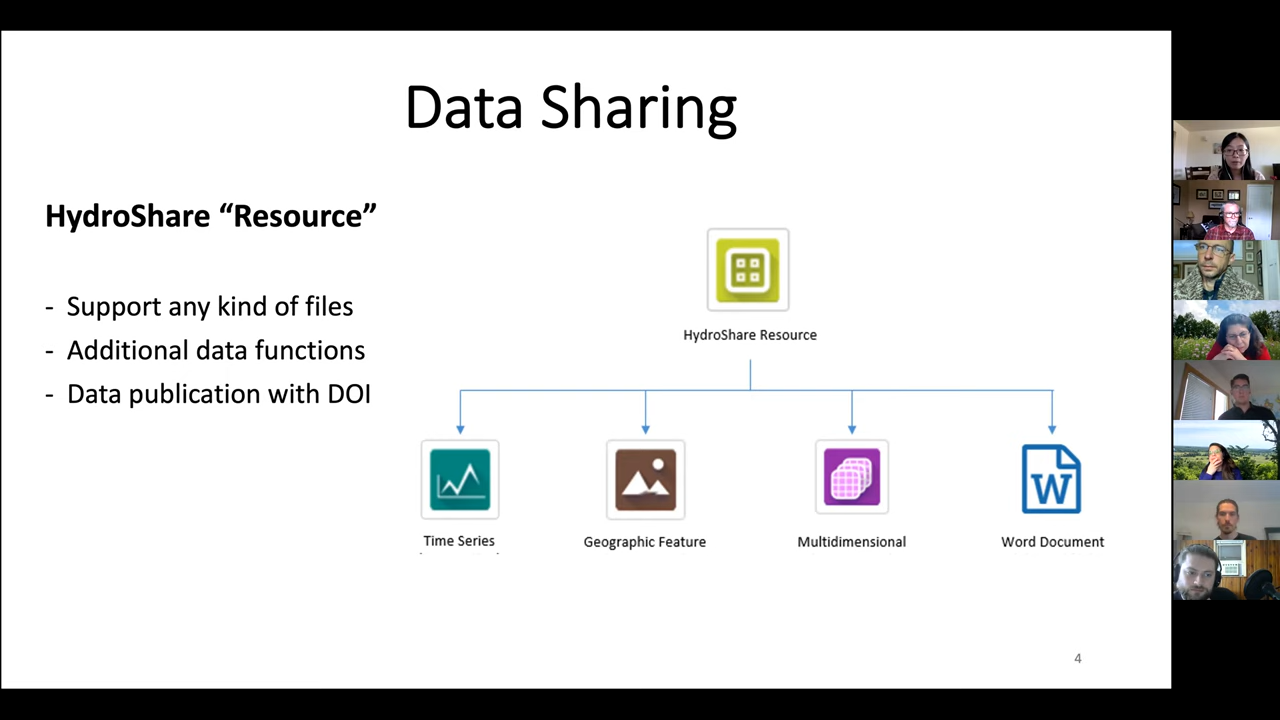 Data Sharing
HydroShare “Resource”
- Support any kind of files
- Additional data functions
- Data publication with DOI
HydroShare Resource
Time Series
Geographic Feature
Multidimensional
W
Word Document
4